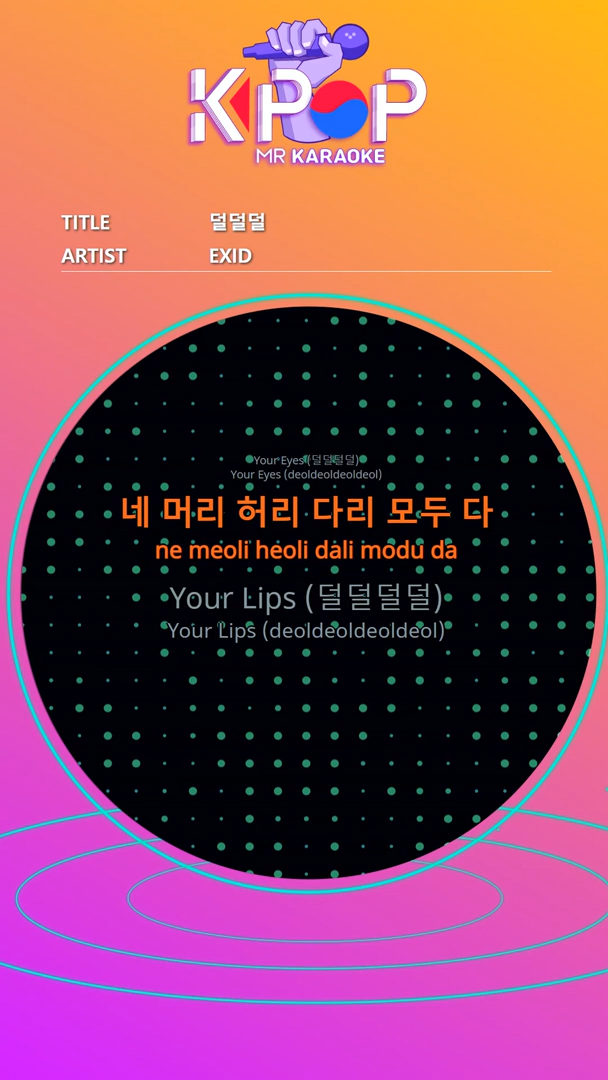 KPOP
MR KARAOKE
TITLE 덜덜덜
ARTIST EXID
Your Eyes (덜덜덜덜)
Your Eyes (deoldeoldeoldeol)
네 머리 허리 다리 모두 다
ne meoli heoli dali modu da
Your Lips (덜덜덜덜)
Your Lips (deoldeoldeoldeol)